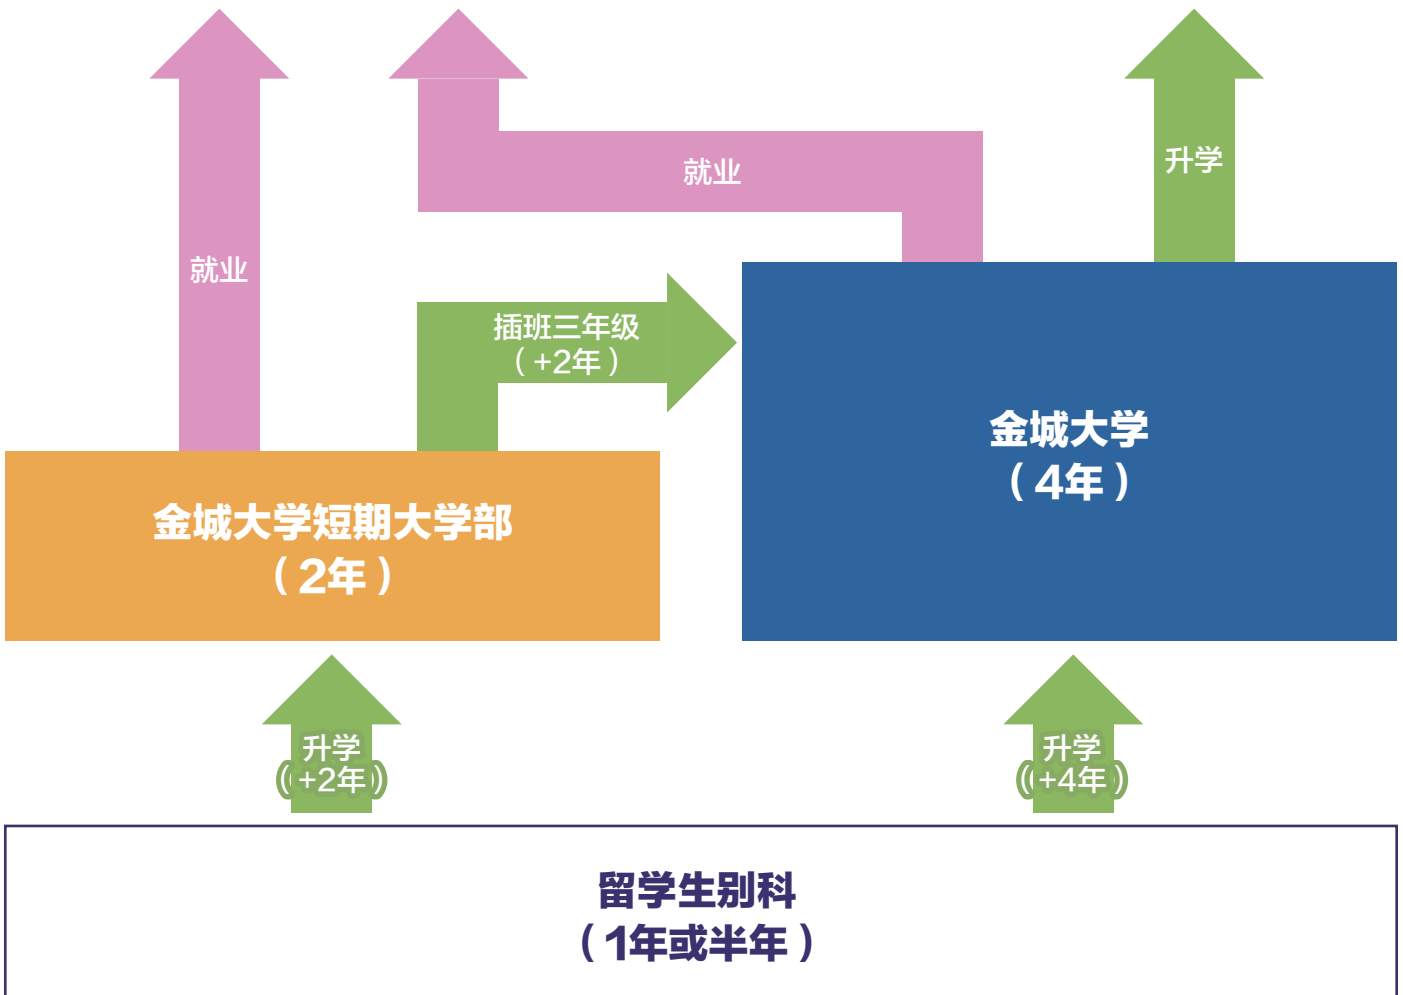 升学
就业
就业
插班三年级
（+2年）
金城大学
（4年）
金城大学短期大学部
（2年）
升学
（+2年）
升学
（+4年）
留学生别科
（1年或半年）